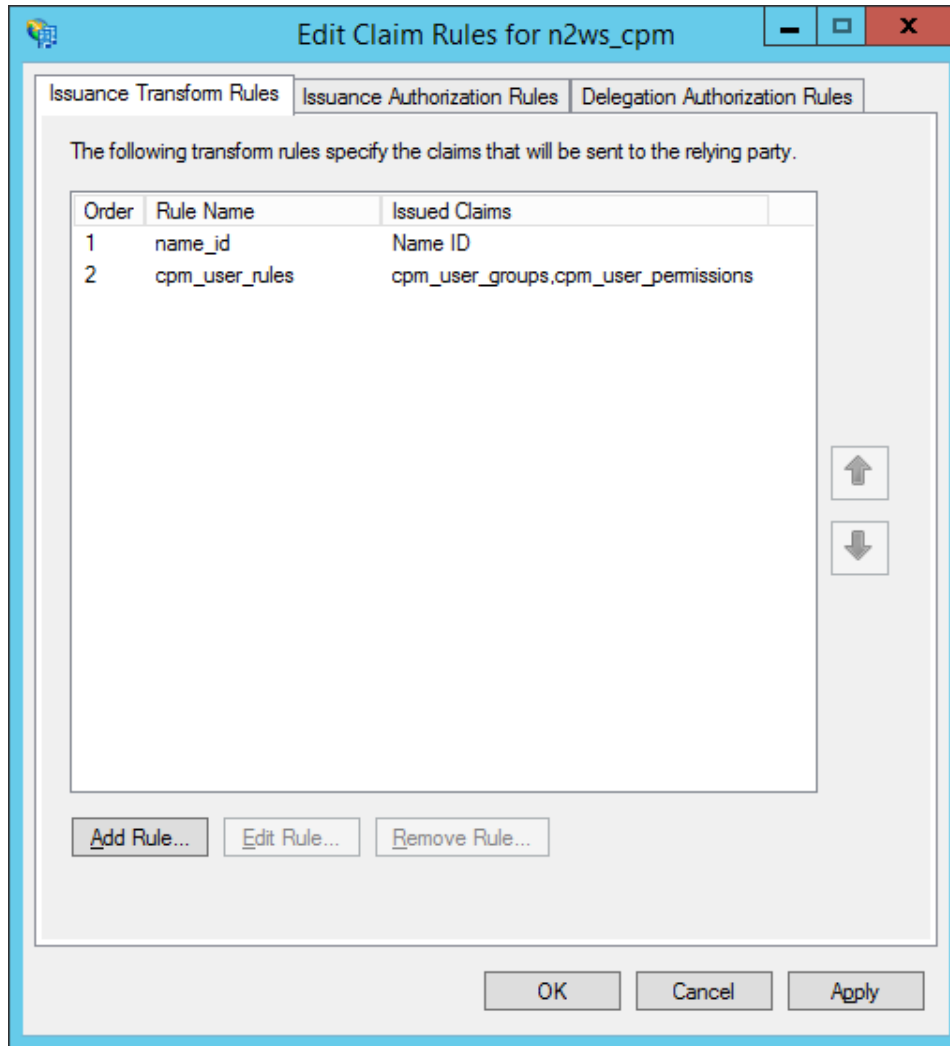 Edit Claim Rules for n2ws_cpm
Issuance Transform Rules Issuance Authorization Rules Delegation Authorization Rules
The following transform rules specify the claims that will be sent to the relying party.
Order Rule Name Issued Claims
1 name_id Name ID
2 cpm_user_rules cpm_user_groups,cpm_user_permissions
Add Rule... Edit Rule... Remove Rule...
OK Cancel Apply